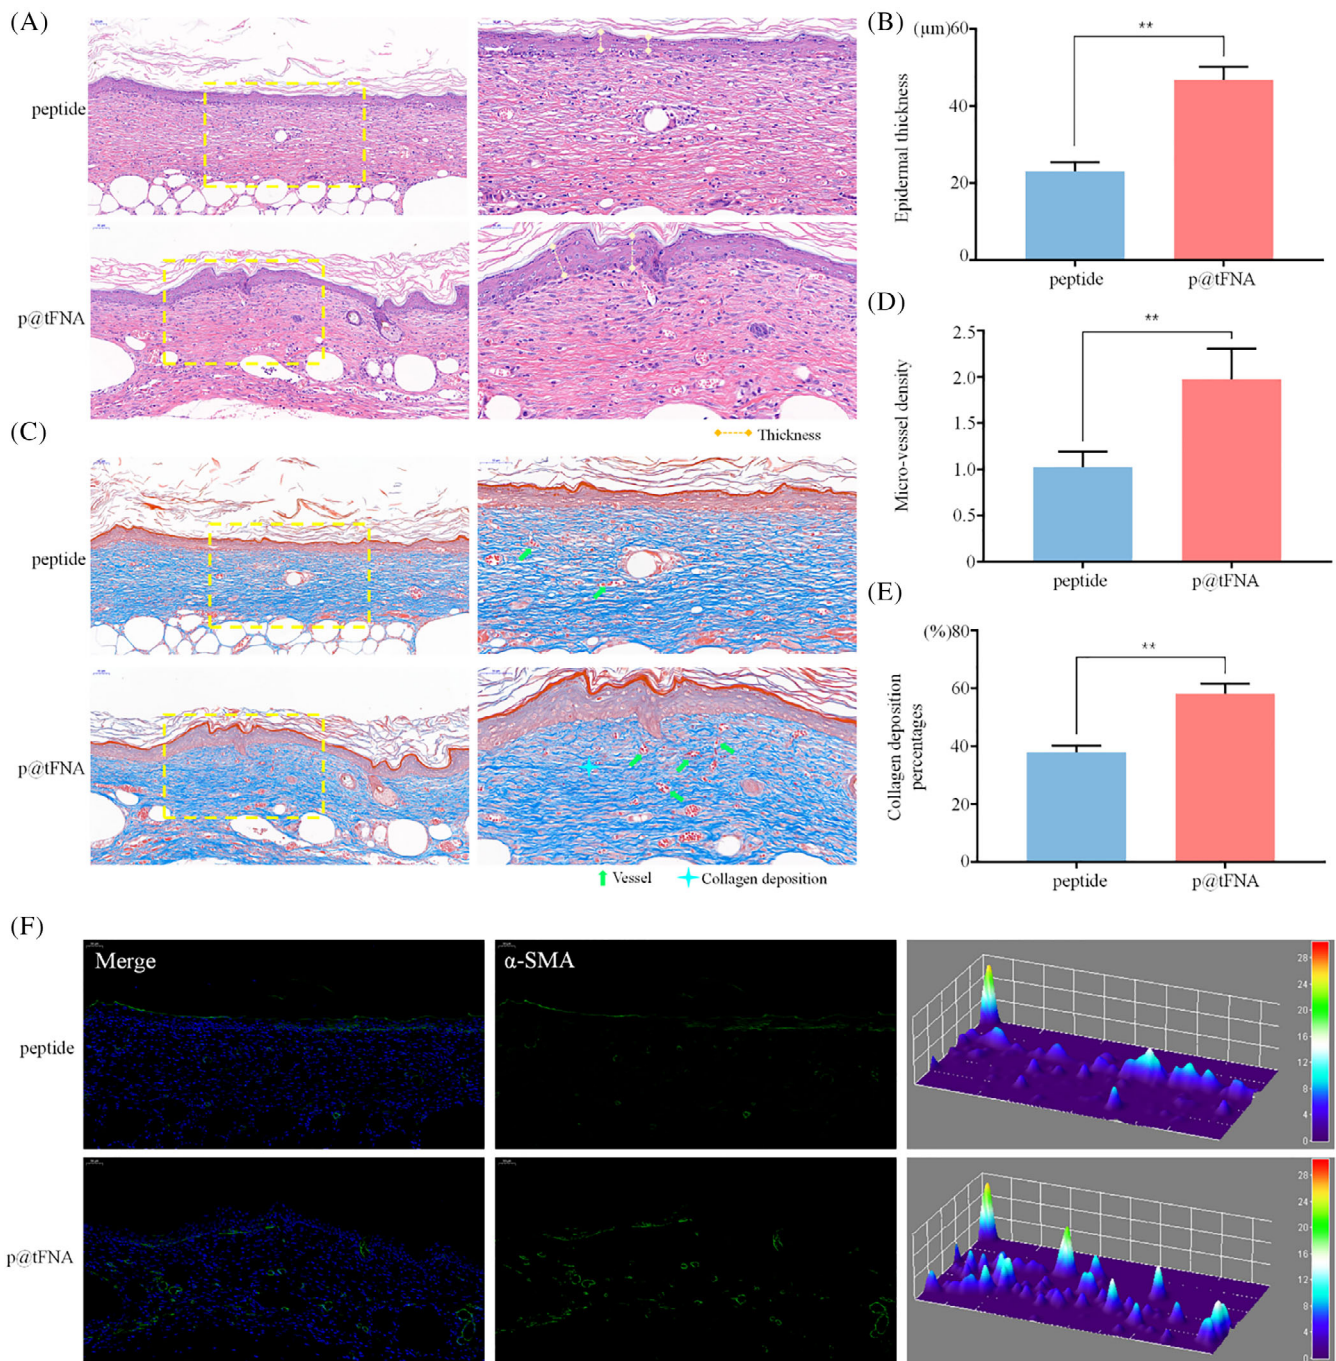 (A)
peptide
p@tFNA
Thickness
(B)
(µm)60
40
20
0
Epidermal thickness
**
peptide
p@tFNA
(C)
peptide
p@tFNA
Vessel
Collagen deposition
(D)
2.5
2.0
1.5
1.0
0.5
0
Micro-vessel density
**
peptide
p@tFNA
(E)
(%)80
60
40
20
0
Collagen deposition
percentages
**
peptide
p@tFNA
(F)
Merge
α-SMA
peptide
28
24
20
16
12
8
4
0
p@tFNA
28
24
20
16
12
8
4
0